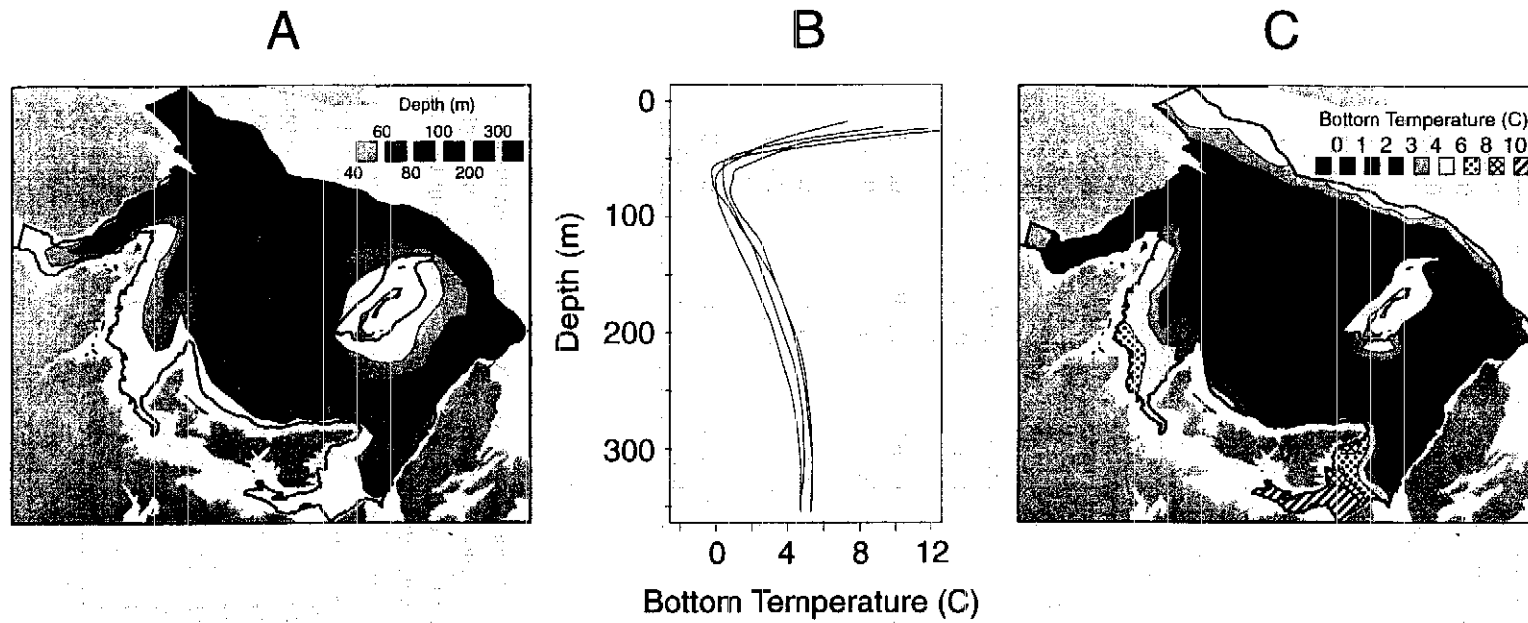 A
B
C
Depth (m)
60 100 300
40 80 200
Depth (m)
0
100
200
300
0 4 8 12
Bottom Temperature (C)
Bottom Temperature (C)
0 1 2 3 4 6 8 10